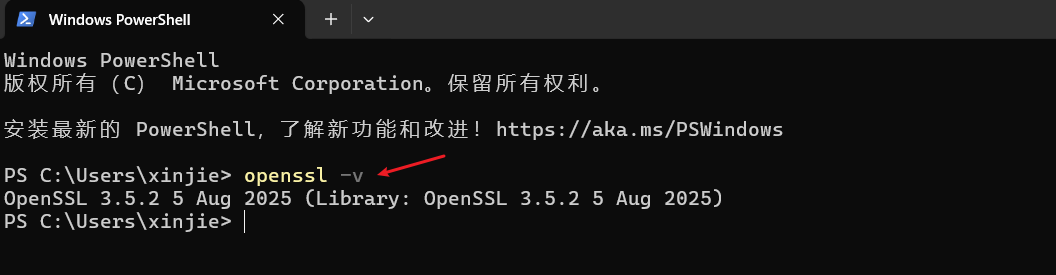 Windows PowerShell
Windows PowerShell
版权所有（C） Microsoft Corporation。保留所有权利。
安装最新的 PowerShell，了解新功能和改进！https://aka.ms/PSWindows
PS C:\Users\xinjie> openssl -v
OpenSSL 3.5.2 5 Aug 2025 (Library: OpenSSL 3.5.2 5 Aug 2025)
PS C:\Users\xinjie>